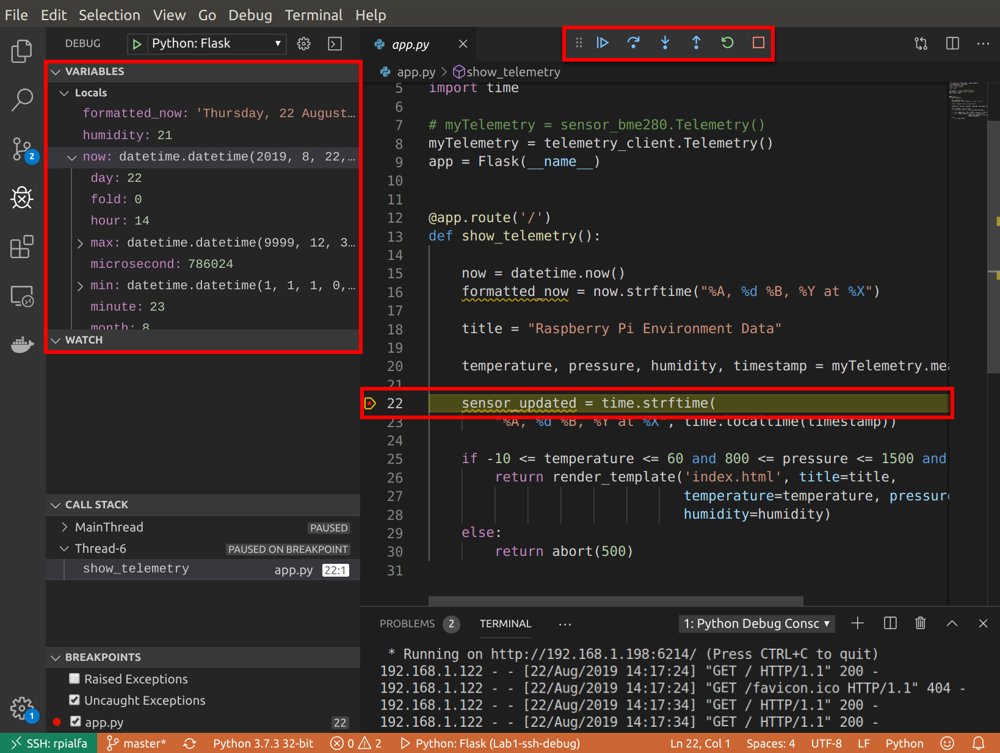 File Edit Selection View Go Debug Terminal Help
DEBUG Python: Flask
app.py
app.py > show_telemetry
VARIABLES
Locals
formatted_now: 'Thursday, 22 August...
humidity: 21
now: datetime.datetime(2019, 8, 22,...
day: 22
fold: 0
hour: 14
max: datetime.datetime(9999, 12, 3...
microsecond: 786024
min: datetime.datetime(1, 1, 1, 0,...
minute: 23
month: 8
WATCH
CALL STACK
MainThread PAUSED
Thread-6 PAUSED ON BREAKPOINT
show_telemetry app.py 22:1
BREAKPOINTS
Raised Exceptions
Uncaught Exceptions
app.py 22
2
1
5 import time
6
7 # myTelemetry = sensor_bme280.Telemetry()
8 myTelemetry = telemetry_client.Telemetry()
9 app = Flask(__name__)
10
11
12 @app.route('/')
13 def show_telemetry():
14
15 now = datetime.now()
16 formatted_now = now.strftime("%A, %d %B, %Y at %X")
17
18 title = "Raspberry Pi Environment Data"
19
20 temperature, pressure, humidity, timestamp = myTelemetry.mea
21
22 sensor_updated = time.strftime(
23 "%A, %d %B, %Y at %X", time.localtime(timestamp))
24
25 if -10 <= temperature <= 60 and 800 <= pressure <= 1500 and
26 return render_template('index.html', title=title,
27 temperature=temperature, pressure
28 humidity=humidity)
29 else:
30 return abort(500)
31
PROBLEMS 2 TERMINAL ... 1: Python Debug Consc
* Running on http://192.168.1.198:6214/ (Press CTRL+C to quit)
192.168.1.122 - - [22/Aug/2019 14:17:24] "GET / HTTP/1.1" 200 -
192.168.1.122 - - [22/Aug/2019 14:17:24] "GET /favicon.ico HTTP/1.1" 404 -
192.168.1.122 - - [22/Aug/2019 14:17:34] "GET / HTTP/1.1" 200 -
192.168.1.122 - - [22/Aug/2019 14:17:34] "GET / HTTP/1.1" 200 -
SSH: rpialfa master* Python 3.7.3 32-bit 0 2 Python: Flask (Lab1-ssh-debug) Ln 22, Col 1 Spaces: 4 UTF-8 LF Python